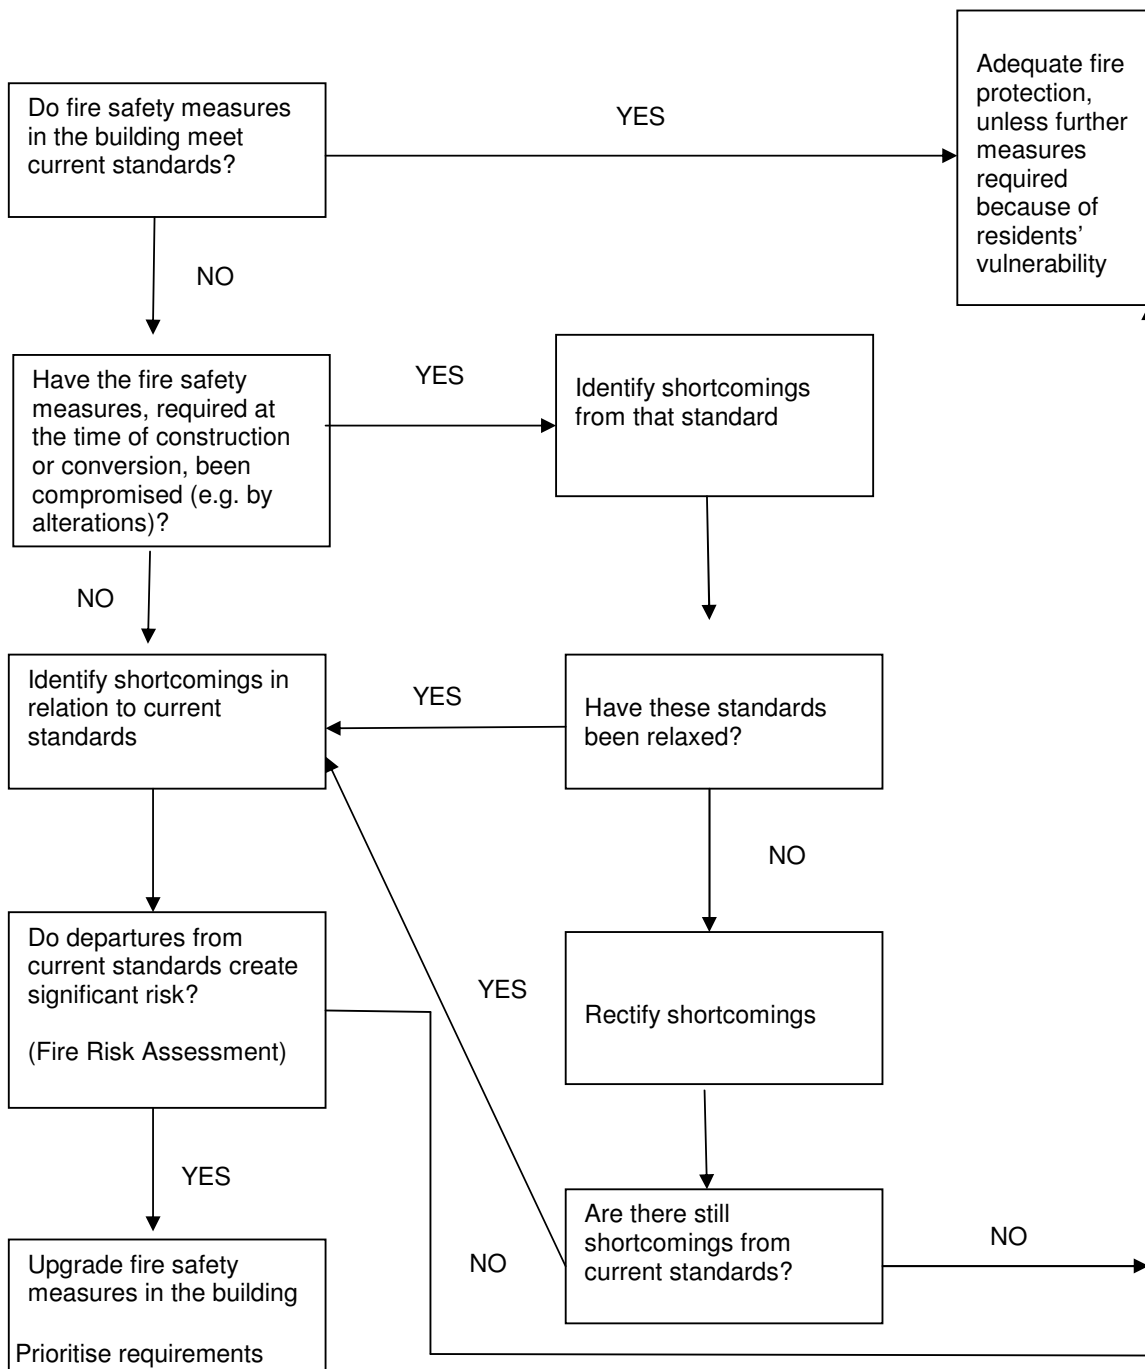 Do fire safety measures
in the building meet
current standards?
YES
Adequate fire
protection,
unless further
measures
required
because of
residents’
vulnerability
NO
Have the fire safety
measures, required at
the time of construction
or conversion, been
compromised (e.g. by
alterations)?
YES
Identify shortcomings
from that standard
NO
Identify shortcomings in
relation to current
standards
YES
Have these standards
been relaxed?
NO
Do departures from
current standards create
significant risk?
(Fire Risk Assessment)
YES
Rectify shortcomings
YES
Are there still
shortcomings from
current standards?
NO
NO
Upgrade fire safety
measures in the building
Prioritise requirements